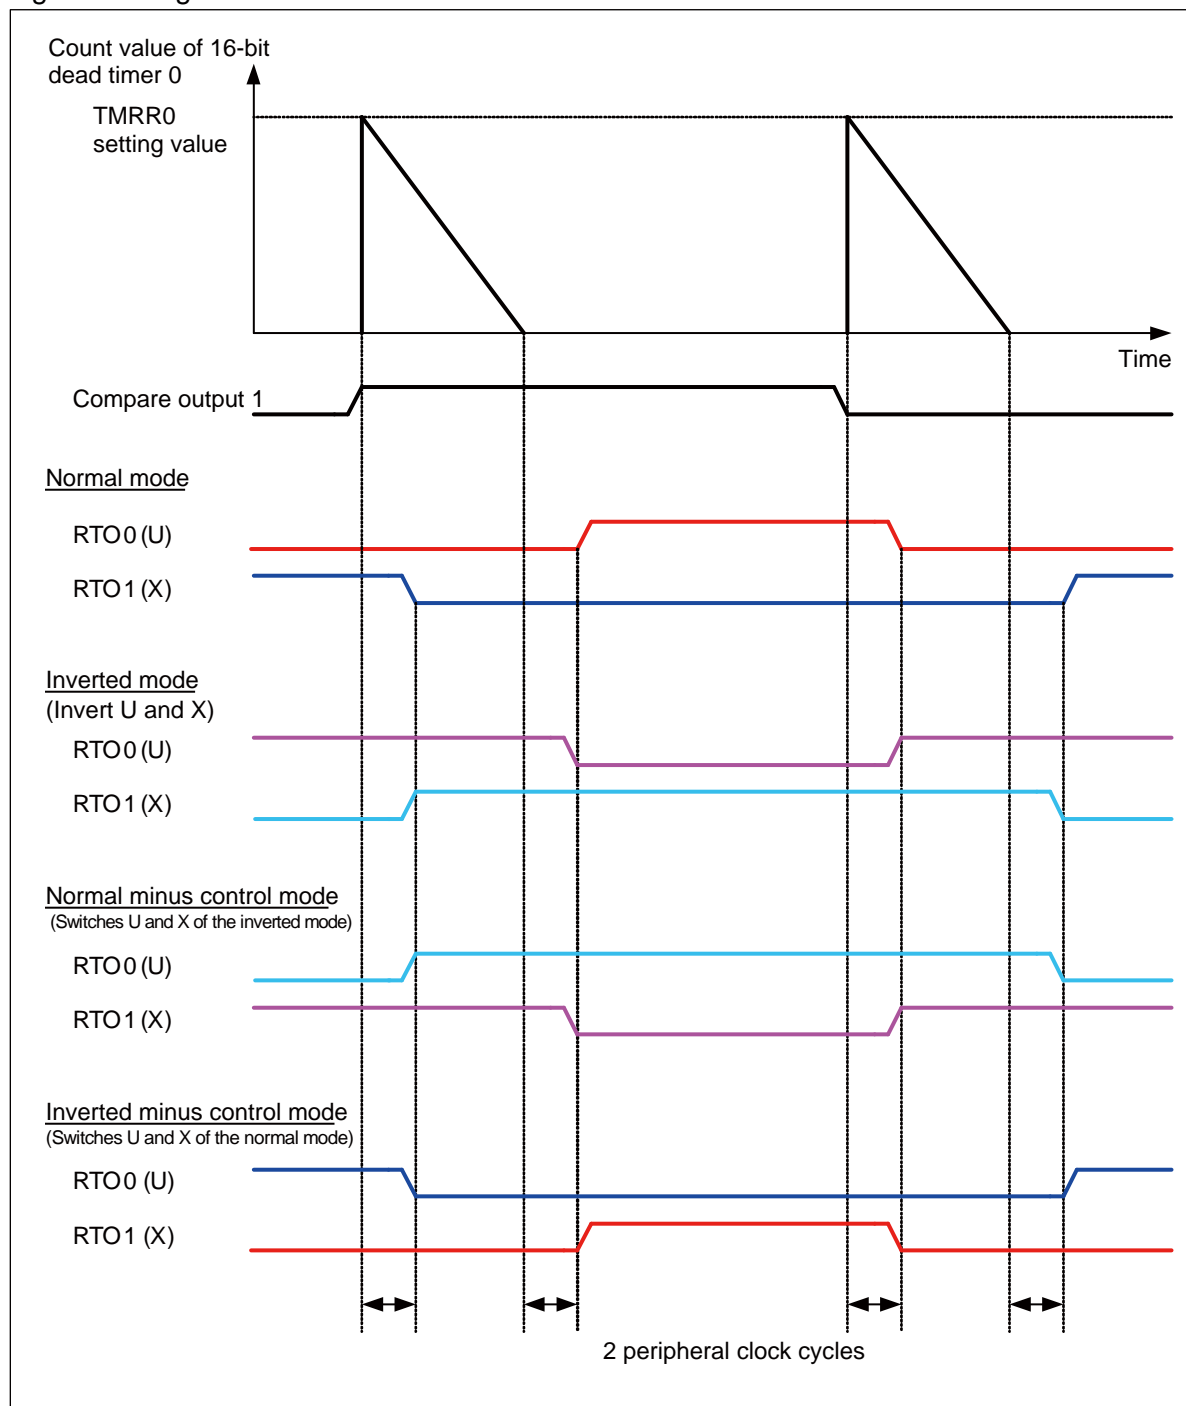 Count value of 16-bit
dead timer 0
TMRR0
setting value
Time
Compare output 1
Normal mode
RTO0 (U)
RTO1 (X)
Inverted mode
(Invert U and X)
RTO0 (U)
RTO1 (X)
Normal minus control mode
(Switches U and X of the inverted mode)
RTO0 (U)
RTO1 (X)
Inverted minus control mode
(Switches U and X of the normal mode)
RTO0 (U)
RTO1 (X)
2 peripheral clock cycles